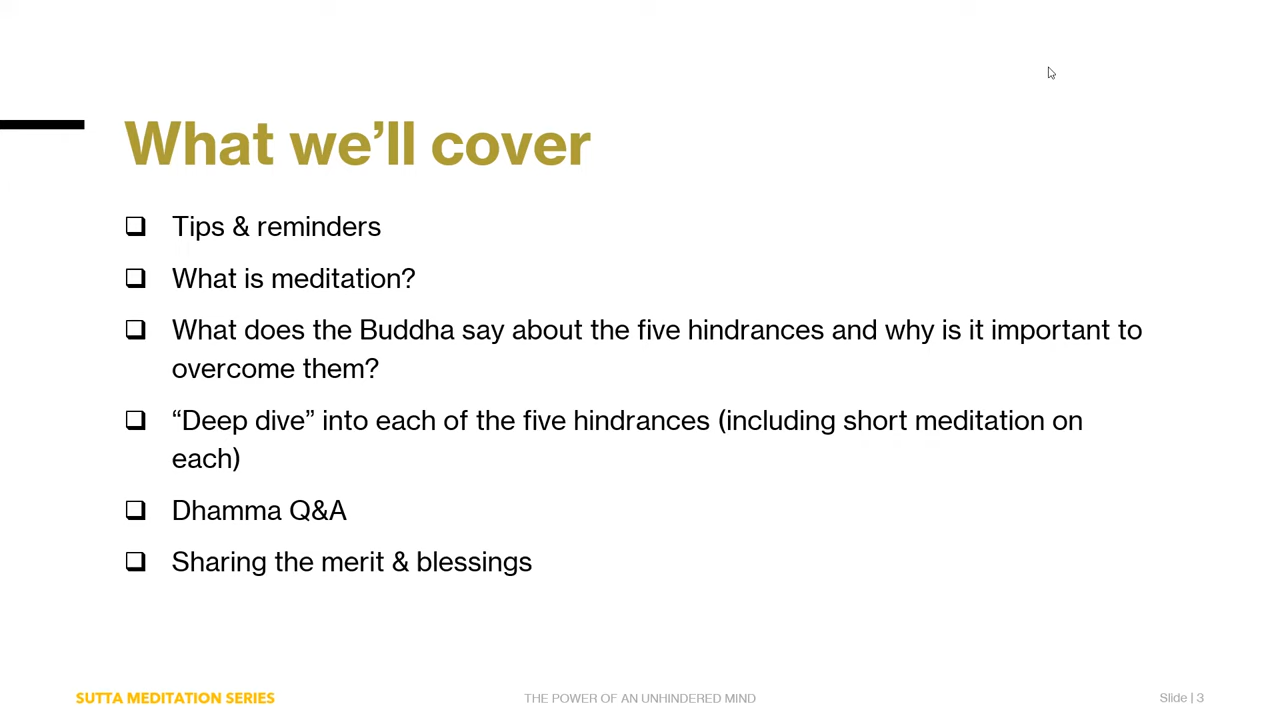 What we’ll cover
❑ Tips & reminders
❑ What is meditation?
❑ What does the Buddha say about the five hindrances and why is it important to
overcome them?
❑ “Deep dive” into each of the five hindrances (including short meditation on
each)
❑ Dhamma Q&A
❑ Sharing the merit & blessings
SUTTA MEDITATION SERIES
THE POWER OF AN UNHINDERED MIND
Slide | 3